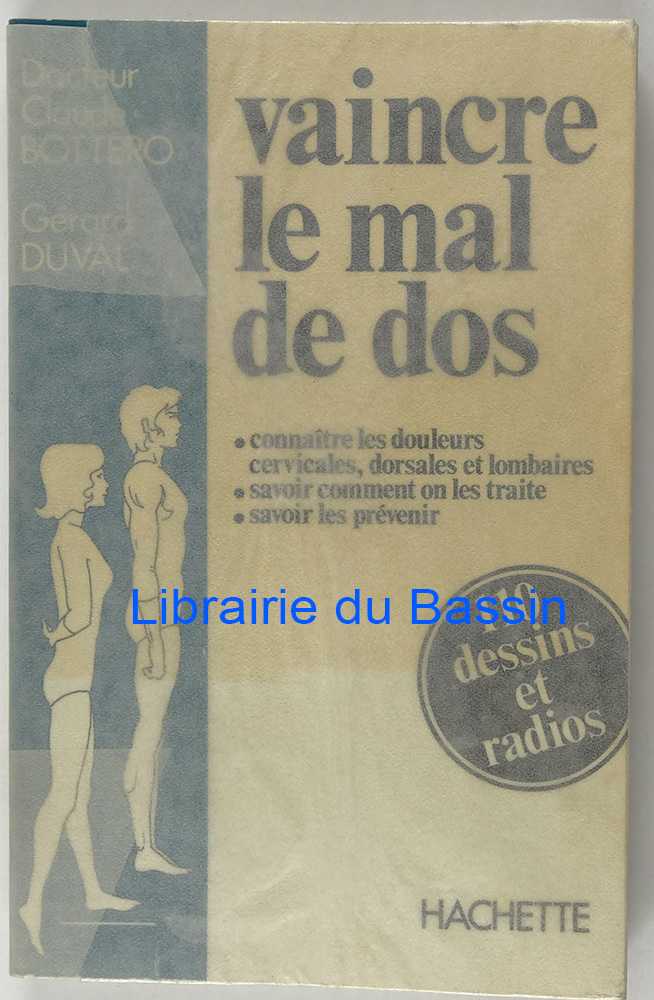 Docteur
Claude
BOTTERO
Gérard
DUVAL
vaincre
le mal
de dos
• connaître les douleurs
cervicales, dorsales et lombaires
• savoir comment on les traite
• savoir les prévenir
Librairie du Bassin
dessins
et
radios
HACHETTE